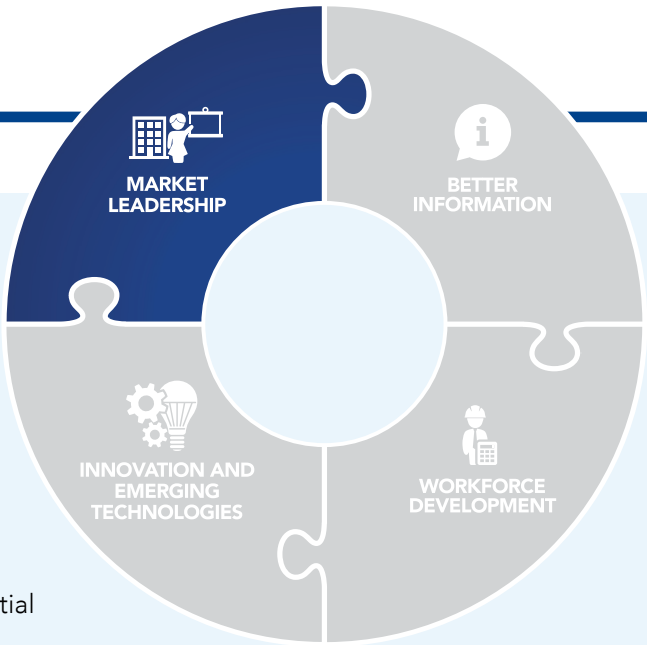 MARKET
LEADERSHIP
BETTER
INFORMATION
INNOVATION AND
EMERGING
TECHNOLOGIES
WORKFORCE
DEVELOPMENT
tial